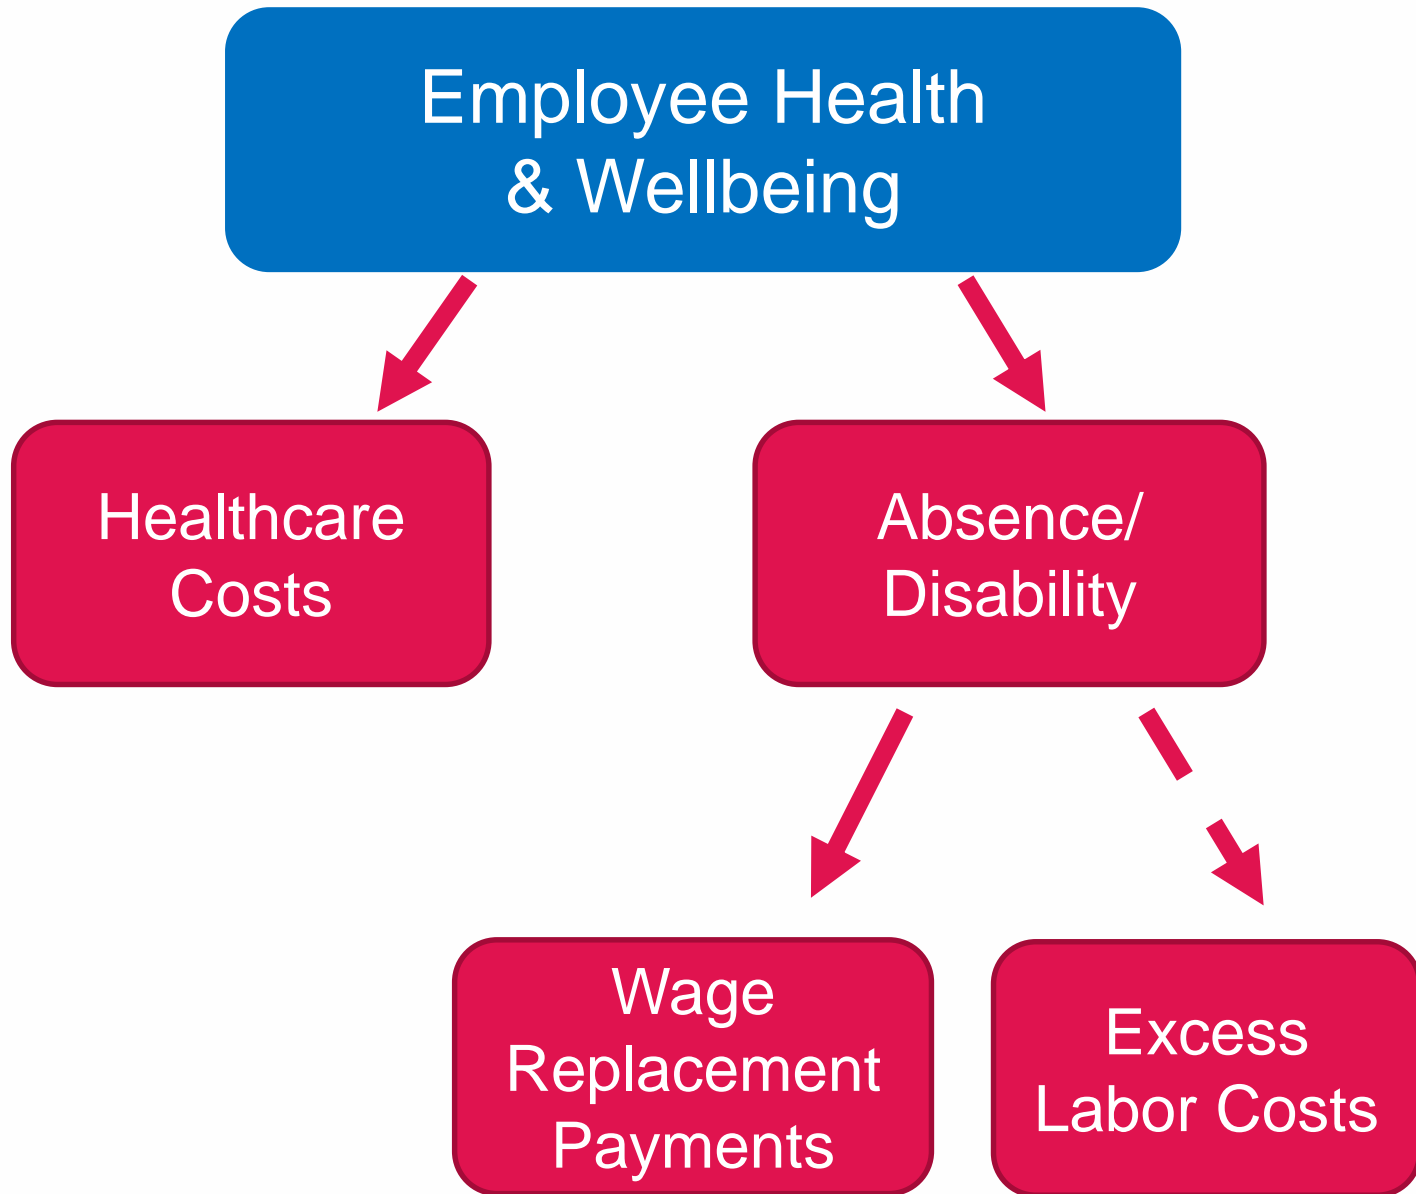 Employee Health
& Wellbeing
Healthcare
Costs
Absence/
Disability
Wage
Replacement
Payments
Excess
Labor Costs